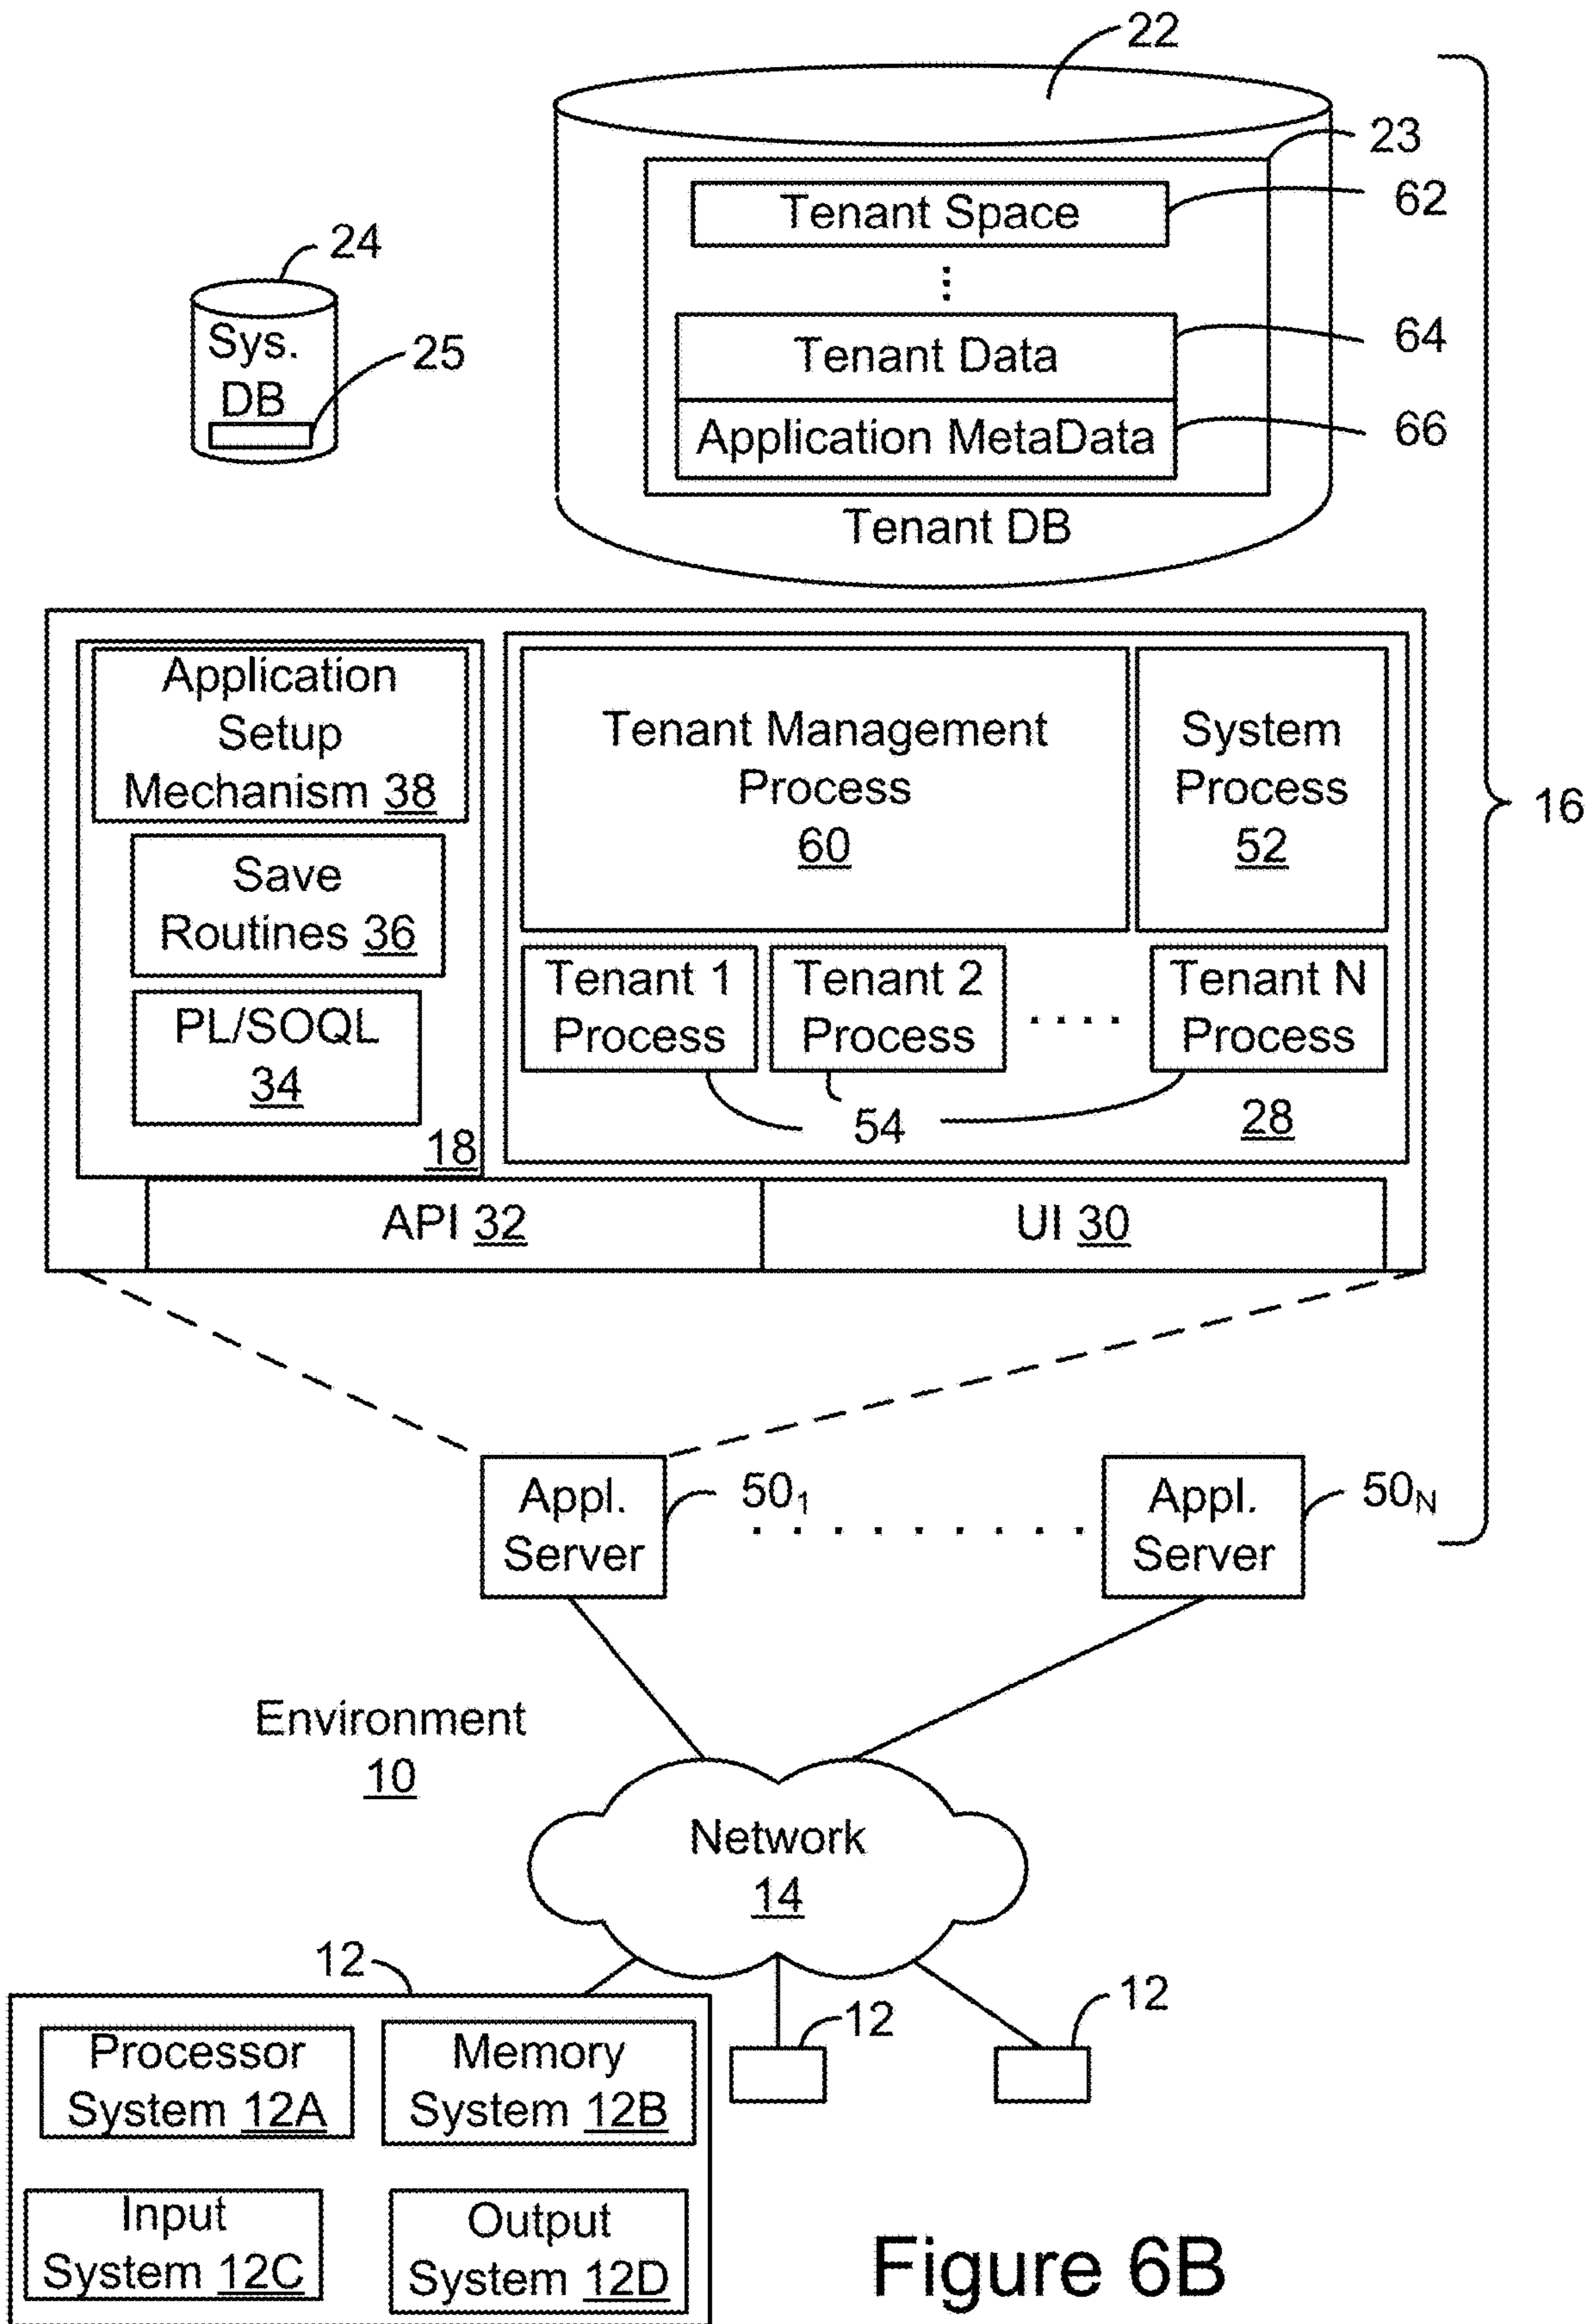 22
23
Tenant Space
62
24
Sys.
DB
25
Tenant Data
64
Application MetaData
66
Tenant DB
16
Application
Setup
Mechanism 38
Save
Routines 36
PL/SOQL
34
18
Tenant Management
Process
60
System
Process
52
Tenant 1
Process
Tenant 2
Process
. . . .
Tenant N
Process
54
28
API 32
UI 30
Appl.
Server
50₁
. . . . . . . . .
Appl.
Server
50N
Environment
10
Network
14
12
12
12
Processor
System 12A
Memory
System 12B
Input
System 12C
Output
System 12D
Figure 6B